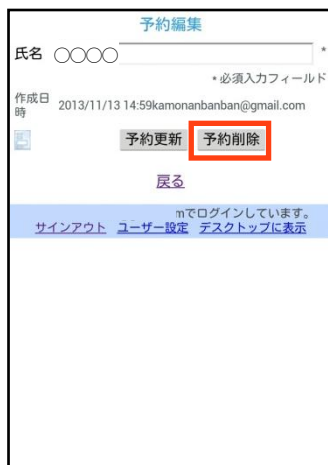 予約編集
氏名 ○○○○ *
*必須入力フィールド
作成日時 2013/11/13 14:59kamonanbanban@gmail.com
予約更新 予約削除
戻る
mでログインしています。
サインアウト ユーザー設定 デスクトップに表示